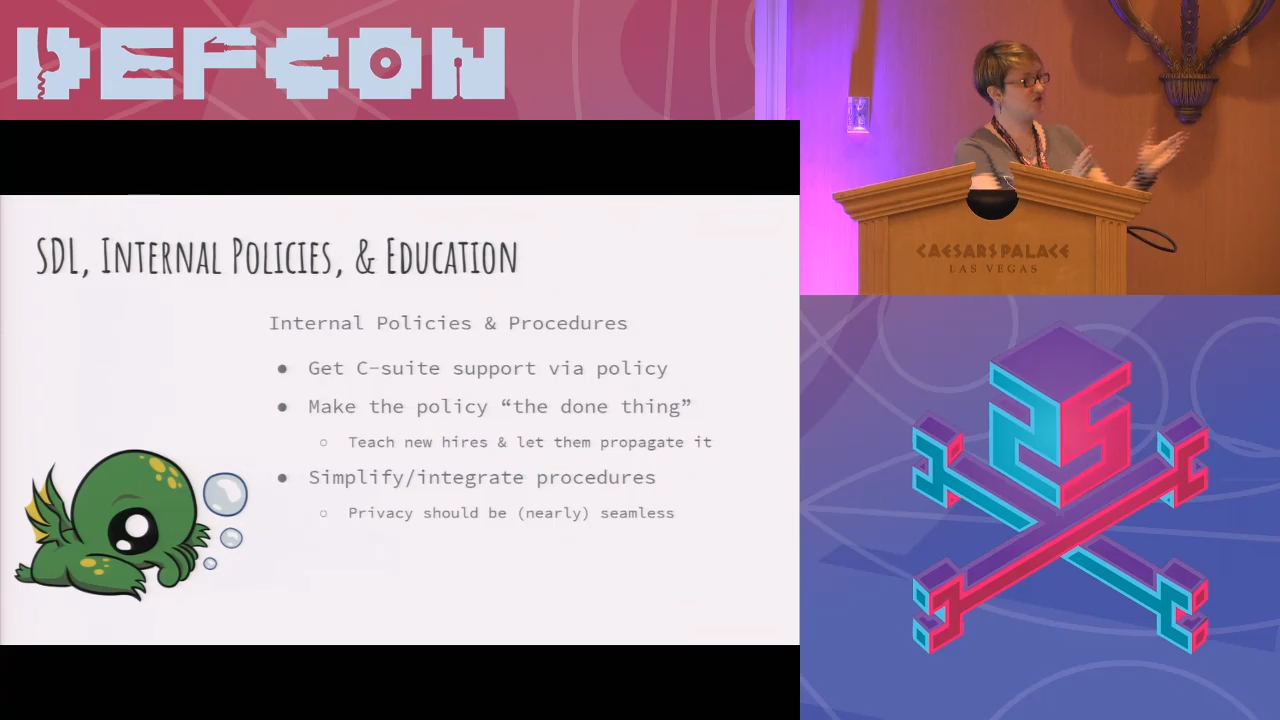 DEFCON
SDL, INTERNAL POLICIES, & EDUCATION
Internal Policies & Procedures
● Get C-suite support via policy
● Make the policy “the done thing”
○ Teach new hires & let them propagate it
● Simplify/integrate procedures
○ Privacy should be (nearly) seamless
CAESARS PALACE
LAS VEGAS
25